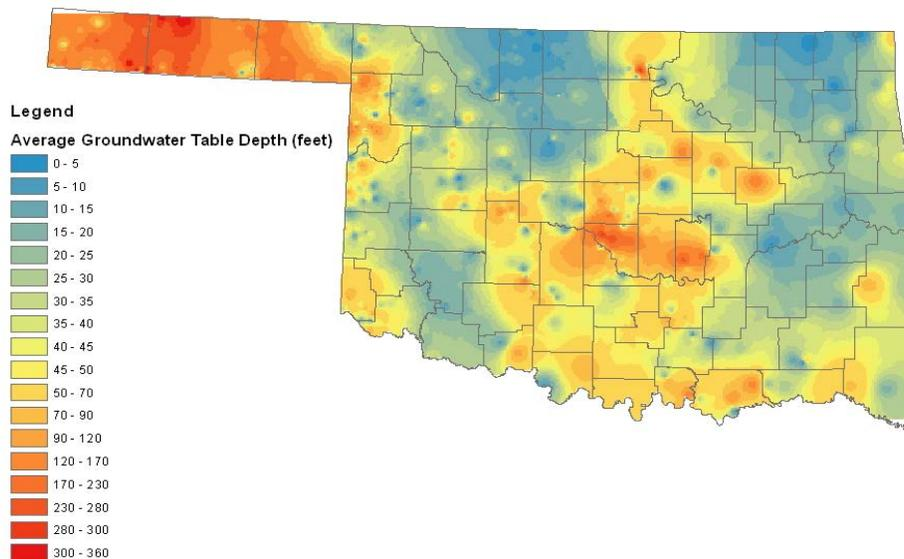 Legend
Average Groundwater Table Depth (feet)
0 - 5
5 - 10
10 - 15
15 - 20
20 - 25
25 - 30
30 - 35
35 - 40
40 - 45
45 - 50
50 - 70
70 - 90
90 - 120
120 - 170
170 - 230
230 - 280
280 - 300
300 - 360